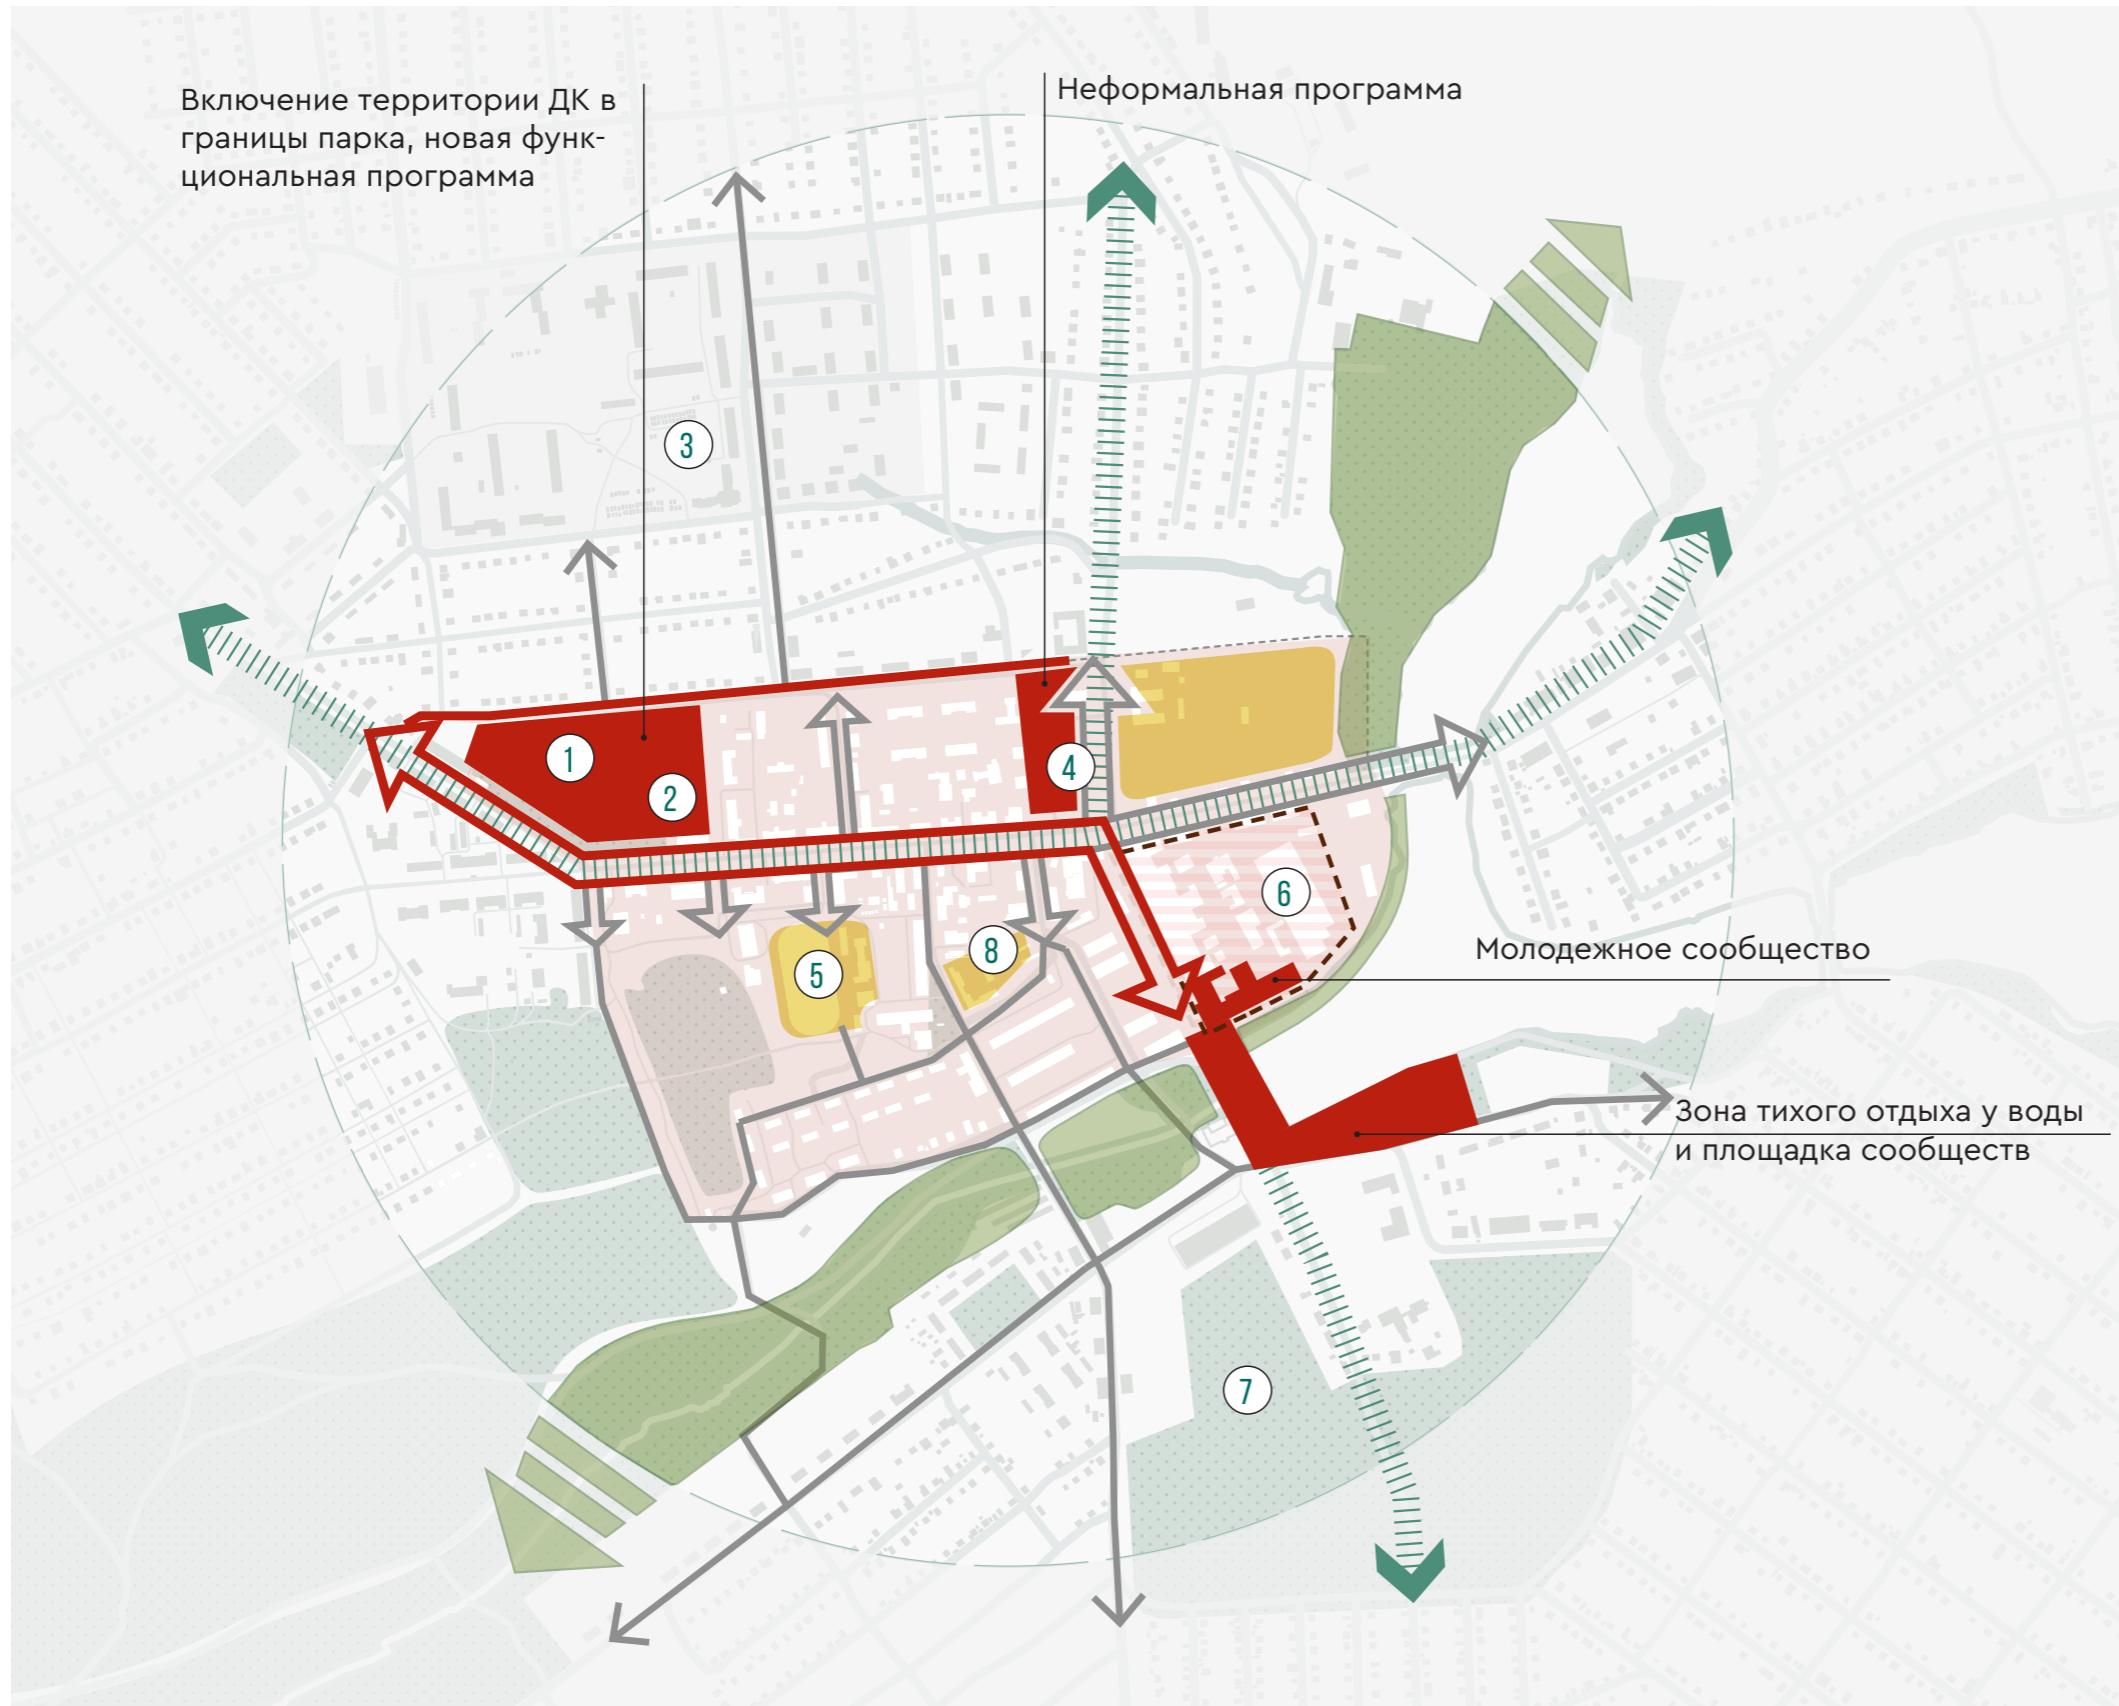 Включение территории ДК в
границы парка, новая функ-
циональная программа
Неформальная программа
3
1
2
4
6
5
8
Молодежное сообщество
Зона тихого отдыха у воды
и площадка сообществ
7